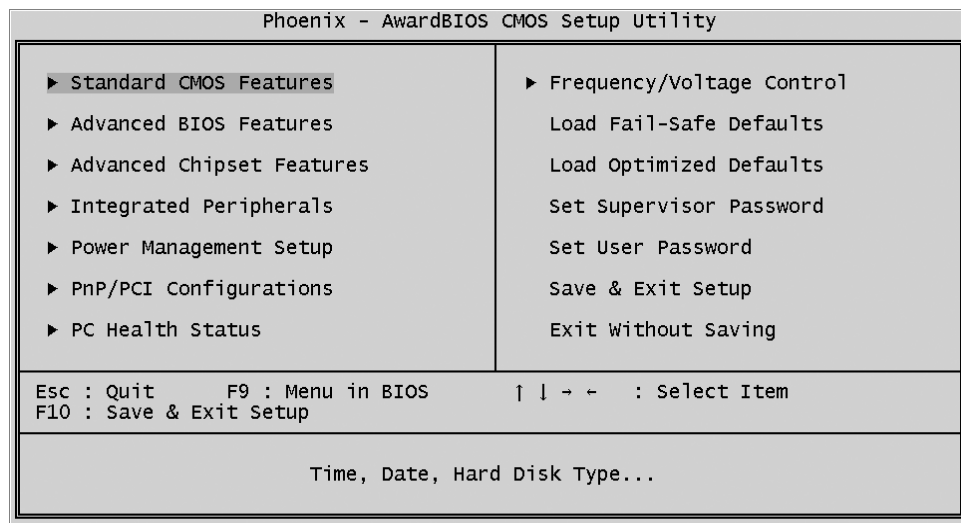 Phoenix - AwardBIOS CMOS Setup Utility
▶ Standard CMOS Features
▶ Advanced BIOS Features
▶ Advanced Chipset Features
▶ Integrated Peripherals
▶ Power Management Setup
▶ PnP/PCI Configurations
▶ PC Health Status
▶ Frequency/Voltage Control
Load Fail-Safe Defaults
Load Optimized Defaults
Set Supervisor Password
Set User Password
Save & Exit Setup
Exit Without Saving
Esc : Quit F9 : Menu in BIOS ↑ ↓ → ← : Select Item
F10 : Save & Exit Setup
Time, Date, Hard Disk Type...